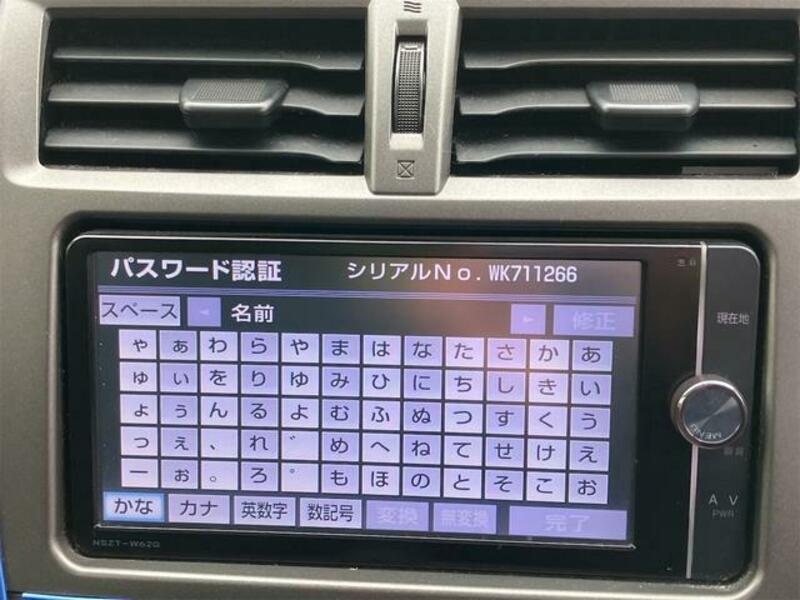 パスワード認証 シリアルNo. WK711266
スペース ◄ 名前 ► 修正
ゃ ぁ わ ら や ま は な た さ か あ
ゅ ぃ を り ゆ み ひ に ち し き い
ょ ぅ ん る よ む ふ ぬ つ す く う
っ ぇ 、 れ ゛ め へ ね て せ け え
ー ぉ 。 ろ ゜ も ほ の と そ こ お
かな カナ 英数字 数記号 変換 無変換 完了
現在地
MENU
A V
PWR
NSZT-W62G